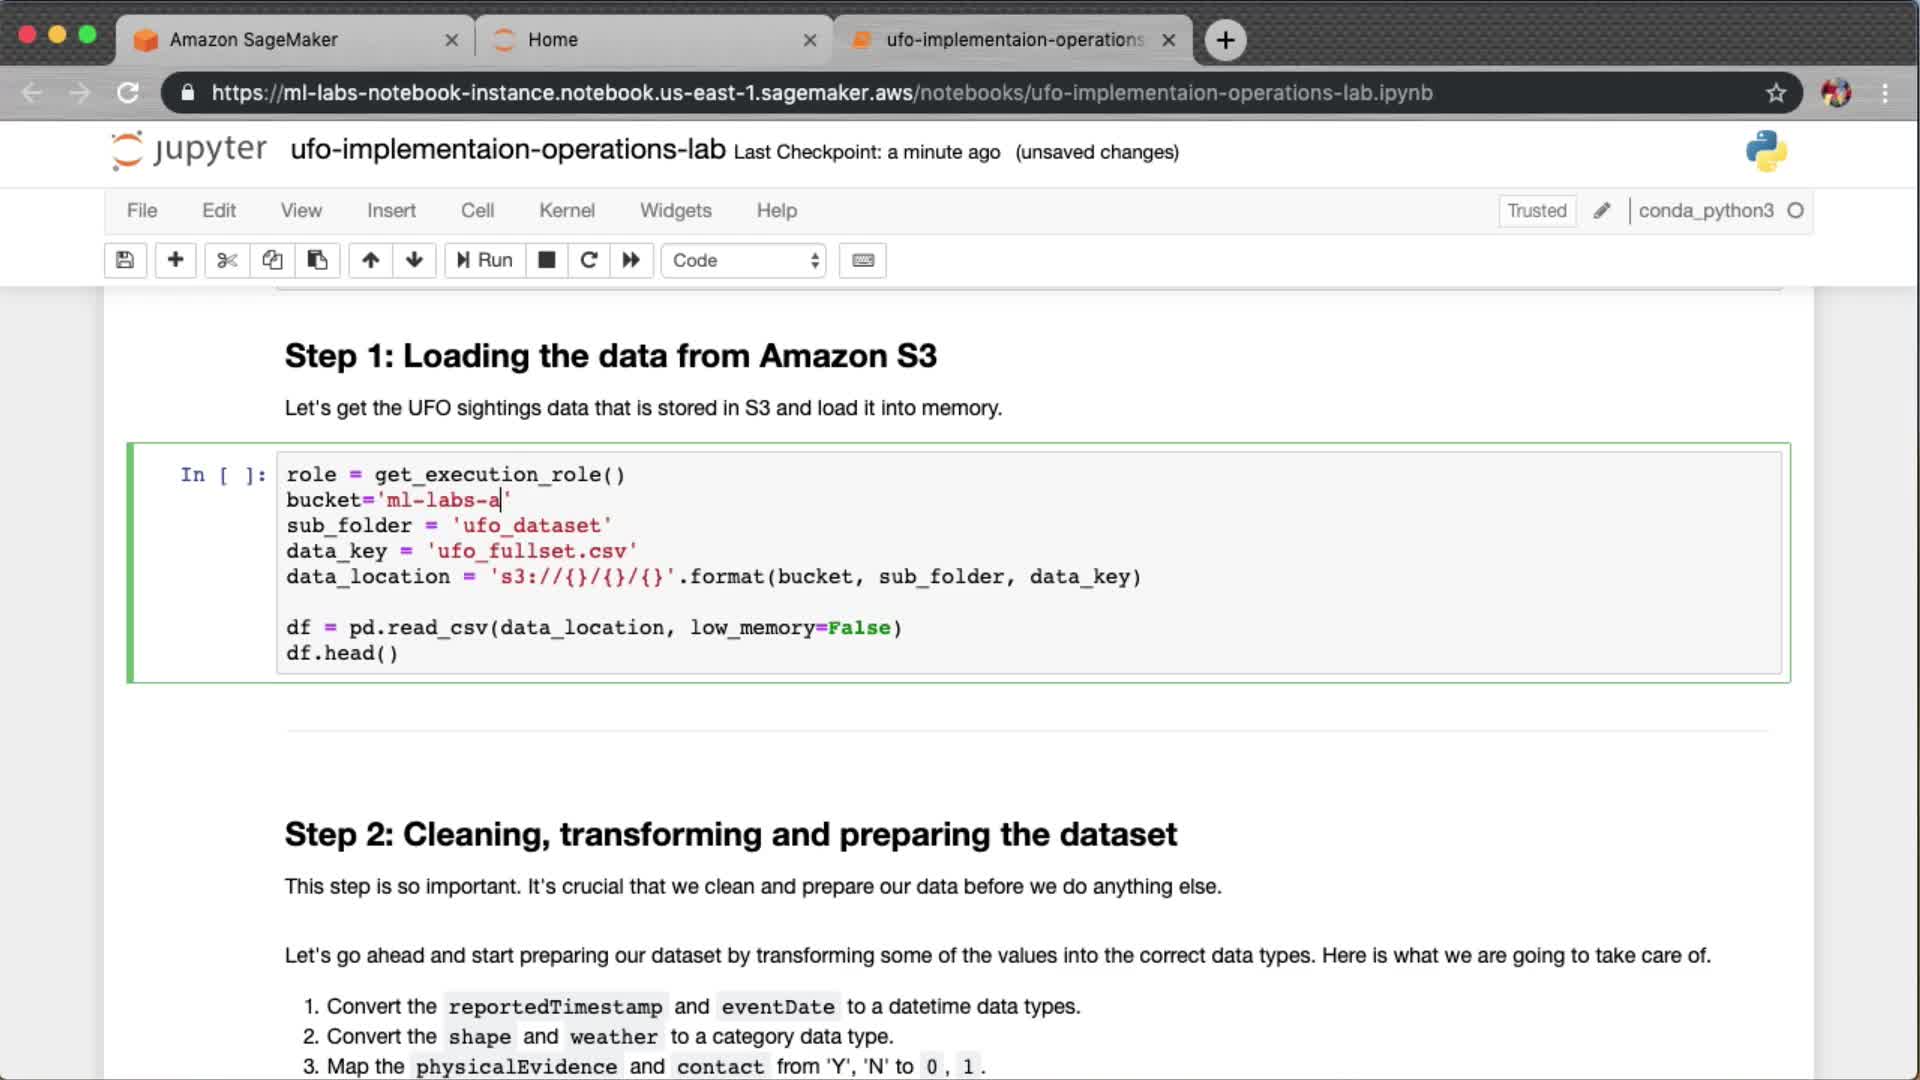 Amazon SageMaker
Home
ufo-implementaion-operations
https://ml-labs-notebook-instance.notebook.us-east-1.sagemaker.aws/notebooks/ufo-implementaion-operations-lab.ipynb
jupyter ufo-implementaion-operations-lab Last Checkpoint: a minute ago (unsaved changes)
File Edit View Insert Cell Kernel Widgets Help Trusted conda_python3
Run Code
Step 1: Loading the data from Amazon S3
Let's get the UFO sightings data that is stored in S3 and load it into memory.
In [ ]: role = get_execution_role()
bucket='ml-labs-a'
sub_folder = 'ufo_dataset'
data_key = 'ufo_fullset.csv'
data_location = 's3://{}/{}/{}'.format(bucket, sub_folder, data_key)
df = pd.read_csv(data_location, low_memory=False)
df.head()
Step 2: Cleaning, transforming and preparing the dataset
This step is so important. It's crucial that we clean and prepare our data before we do anything else.
Let's go ahead and start preparing our dataset by transforming some of the values into the correct data types. Here is what we are going to take care of.
1. Convert the reportedTimestamp and eventDate to a datetime data types.
2. Convert the shape and weather to a category data type.
3. Map the physicalEvidence and contact from 'Y', 'N' to 0 , 1 .